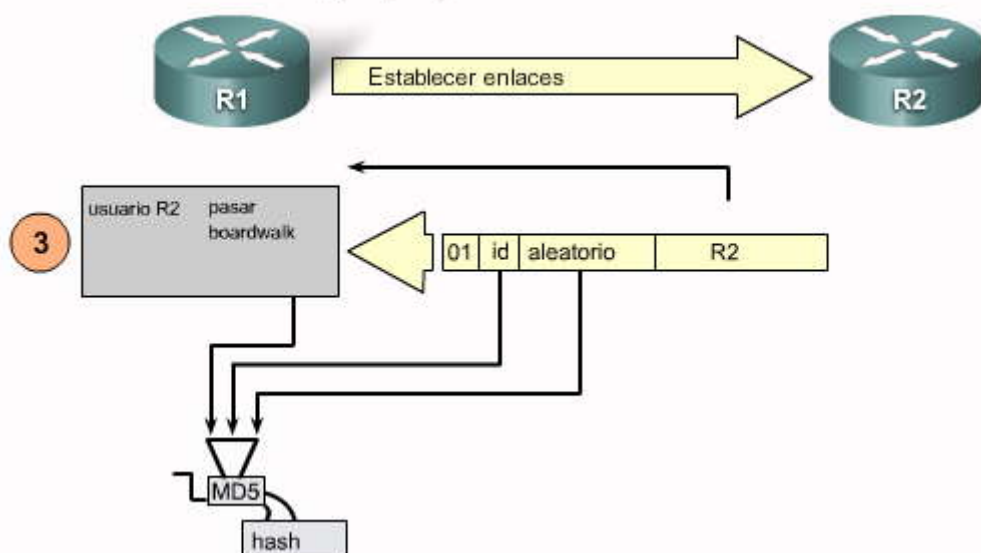 Establecer enlaces
R1
R2
usuario R2 pasar
boardwalk
3
01 id aleatorio R2
MD5
hash